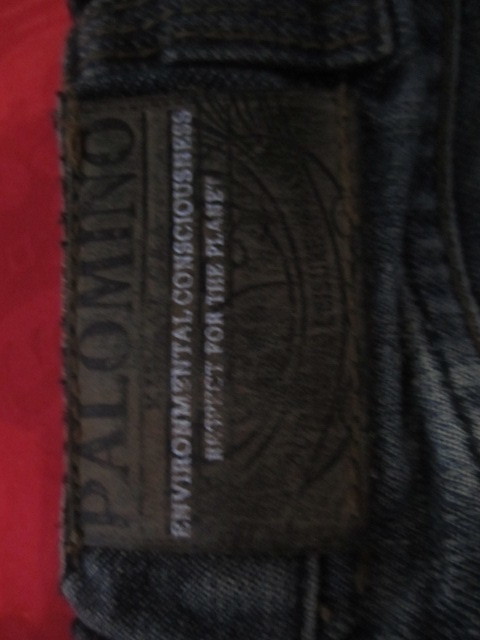 PALOMINO
ENVIRONMENTAL CONSCIOUSNESS
RESPECT FOR THE PLANET